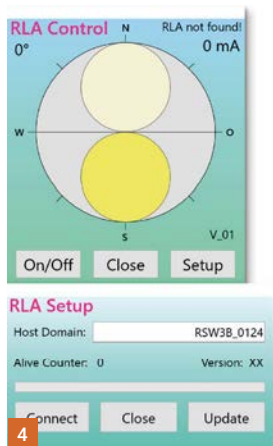 RLA Control N RLA not found!
0° 0 mA
W O
S
V_01
On/Off Close Setup
RLA Setup
Host Domain: RSW3B_0124
Alive Counter: 0 Version: XX
Connect Close Update
4